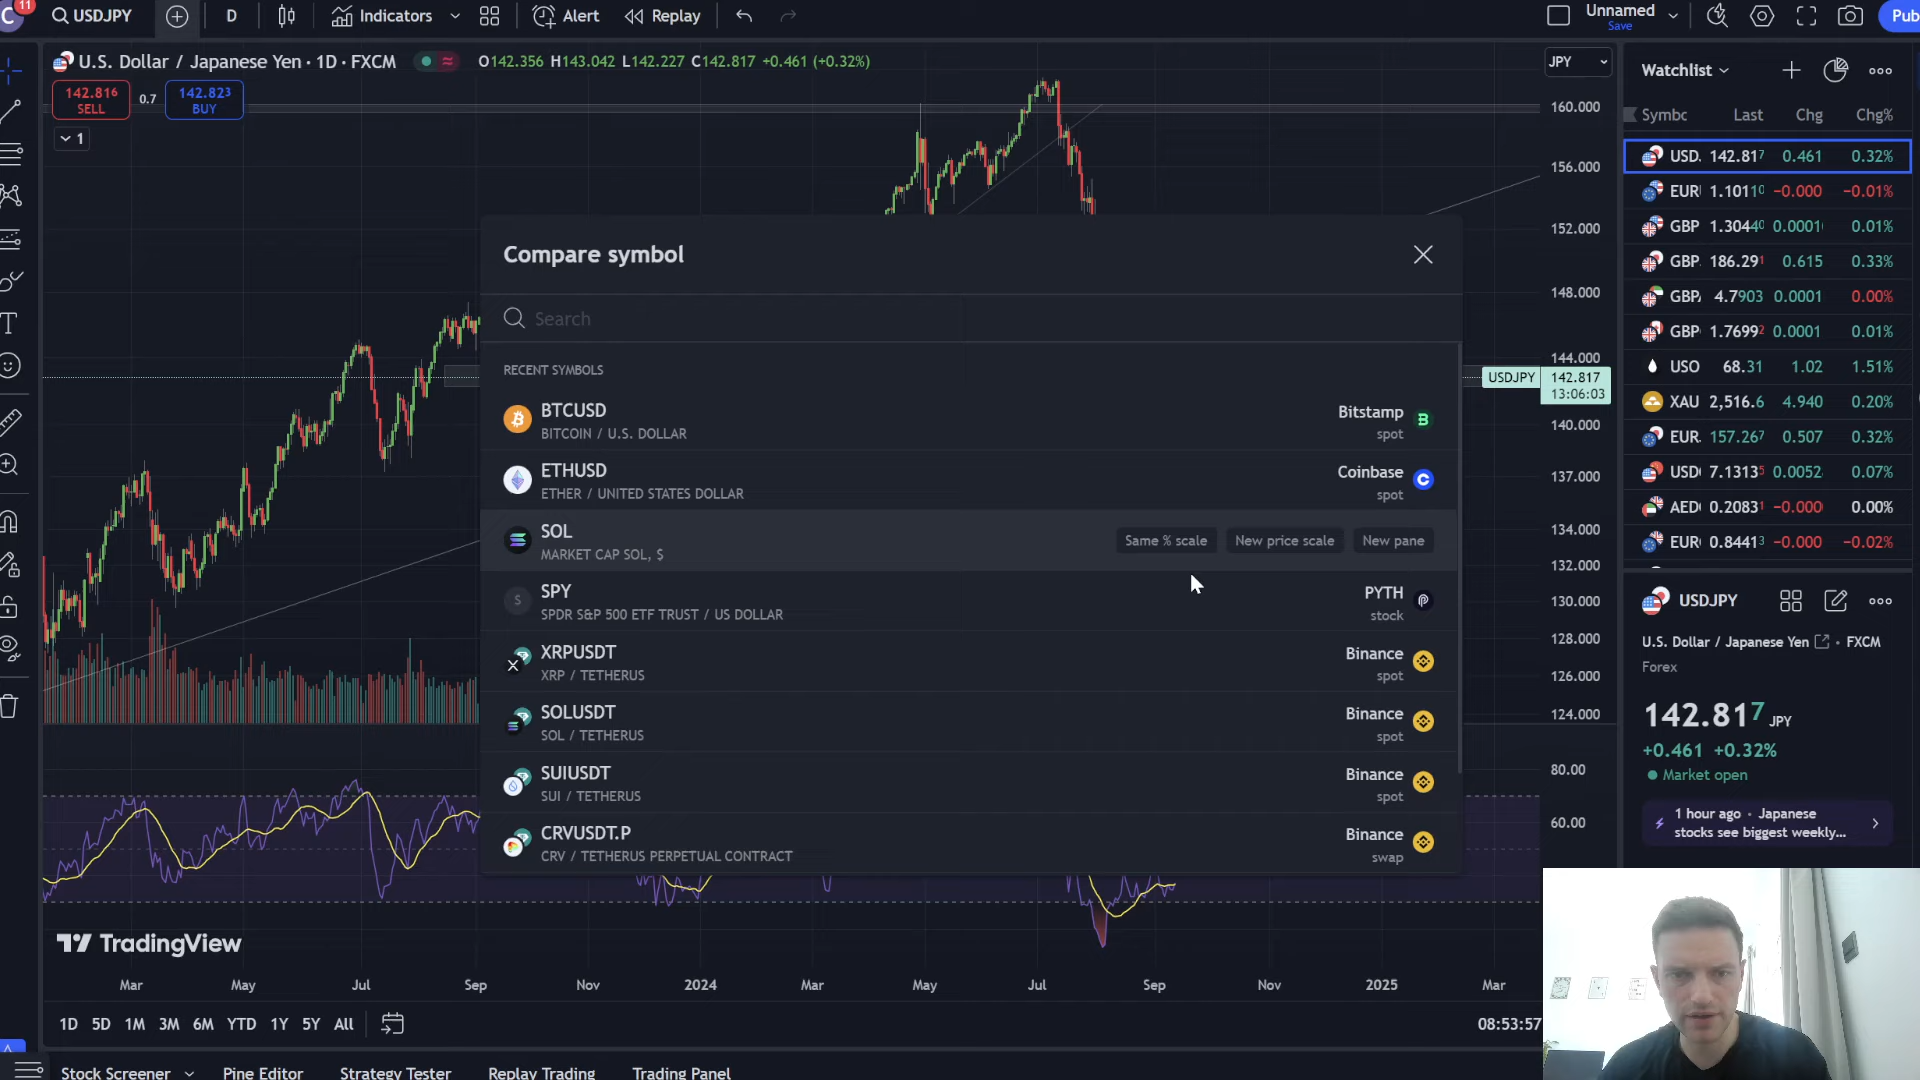 11
USDJPY
D
Indicators
Alert
Replay
Unnamed
Save
Pub
U.S. Dollar / Japanese Yen · 1D · FXCM
O142.356 H143.042 L142.227 C142.817 +0.461 (+0.32%)
142.816
SELL
0.7
142.823
BUY
1
JPY
160.000
156.000
152.000
148.000
144.000
USDJPY
142.817
13:06:03
140.000
137.000
134.000
132.000
130.000
128.000
126.000
124.000
80.00
60.00
Compare symbol
Search
RECENT SYMBOLS
BTCUSD
BITCOIN / U.S. DOLLAR
Bitstamp
spot
ETHUSD
ETHER / UNITED STATES DOLLAR
Coinbase
spot
SOL
MARKET CAP SOL, $
Same % scale
New price scale
New pane
SPY
SPDR S&P 500 ETF TRUST / US DOLLAR
PYTH
stock
XRPUSDT
XRP / TETHERUS
Binance
spot
SOLUSDT
SOL / TETHERUS
Binance
spot
SUIUSDT
SUI / TETHERUS
Binance
spot
CRVUSDT.P
CRV / TETHERUS PERPETUAL CONTRACT
Binance
swap
TradingView
Mar May Jul Sep Nov 2024 Mar May Jul Sep Nov 2025 Mar
1D 5D 1M 3M 6M YTD 1Y 5Y All
08:53:57
Stock Screener
Pine Editor
Strategy Tester
Replay Trading
Trading Panel
Watchlist
Symbc Last Chg Chg%
USD. 142.817 0.461 0.32%
EUR 1.10110 −0.000 −0.01%
GBP 1.30440 0.0001 0.01%
GBP 186.291 0.615 0.33%
GBP 4.7903 0.0001 0.00%
GBP 1.76992 0.0001 0.01%
USO 68.31 1.02 1.51%
XAU 2,516.6 4.940 0.20%
EUR. 157.267 0.507 0.32%
USD 7.13135 0.0052 0.07%
AED 0.20831 −0.000 0.00%
EUR 0.84413 −0.000 −0.02%
USDJPY
U.S. Dollar / Japanese Yen · FXCM
Forex
142.817 JPY
+0.461 +0.32%
Market open
1 hour ago · Japanese
stocks see biggest weekly...